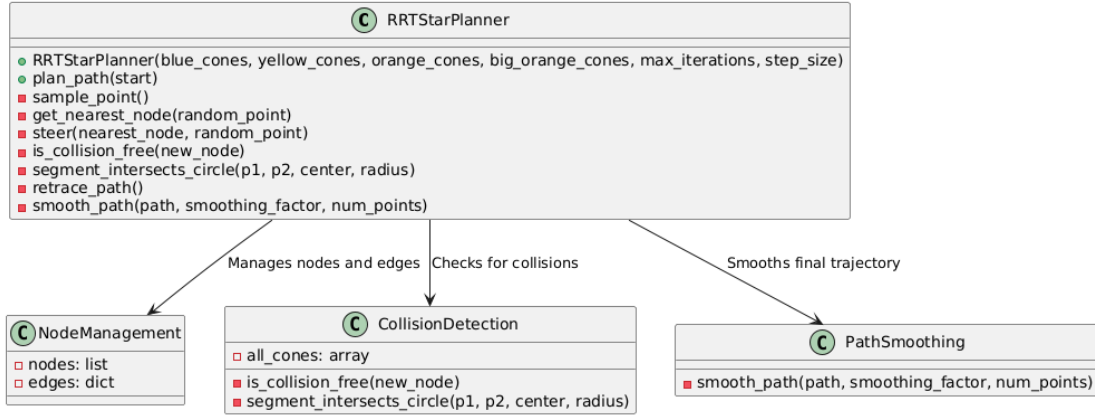 C RRTStarPlanner
RRTStarPlanner(blue_cones, yellow_cones, orange_cones, big_orange_cones, max_iterations, step_size)
plan_path(start)
sample_point()
get_nearest_node(random_point)
steer(nearest_node, random_point)
is_collision_free(new_node)
segment_intersects_circle(p1, p2, center, radius)
retrace_path()
smooth_path(path, smoothing_factor, num_points)
Manages nodes and edges
Checks for collisions
Smooths final trajectory
C NodeManagement
nodes: list
edges: dict
C CollisionDetection
all_cones: array
is_collision_free(new_node)
segment_intersects_circle(p1, p2, center, radius)
C PathSmoothing
smooth_path(path, smoothing_factor, num_points)